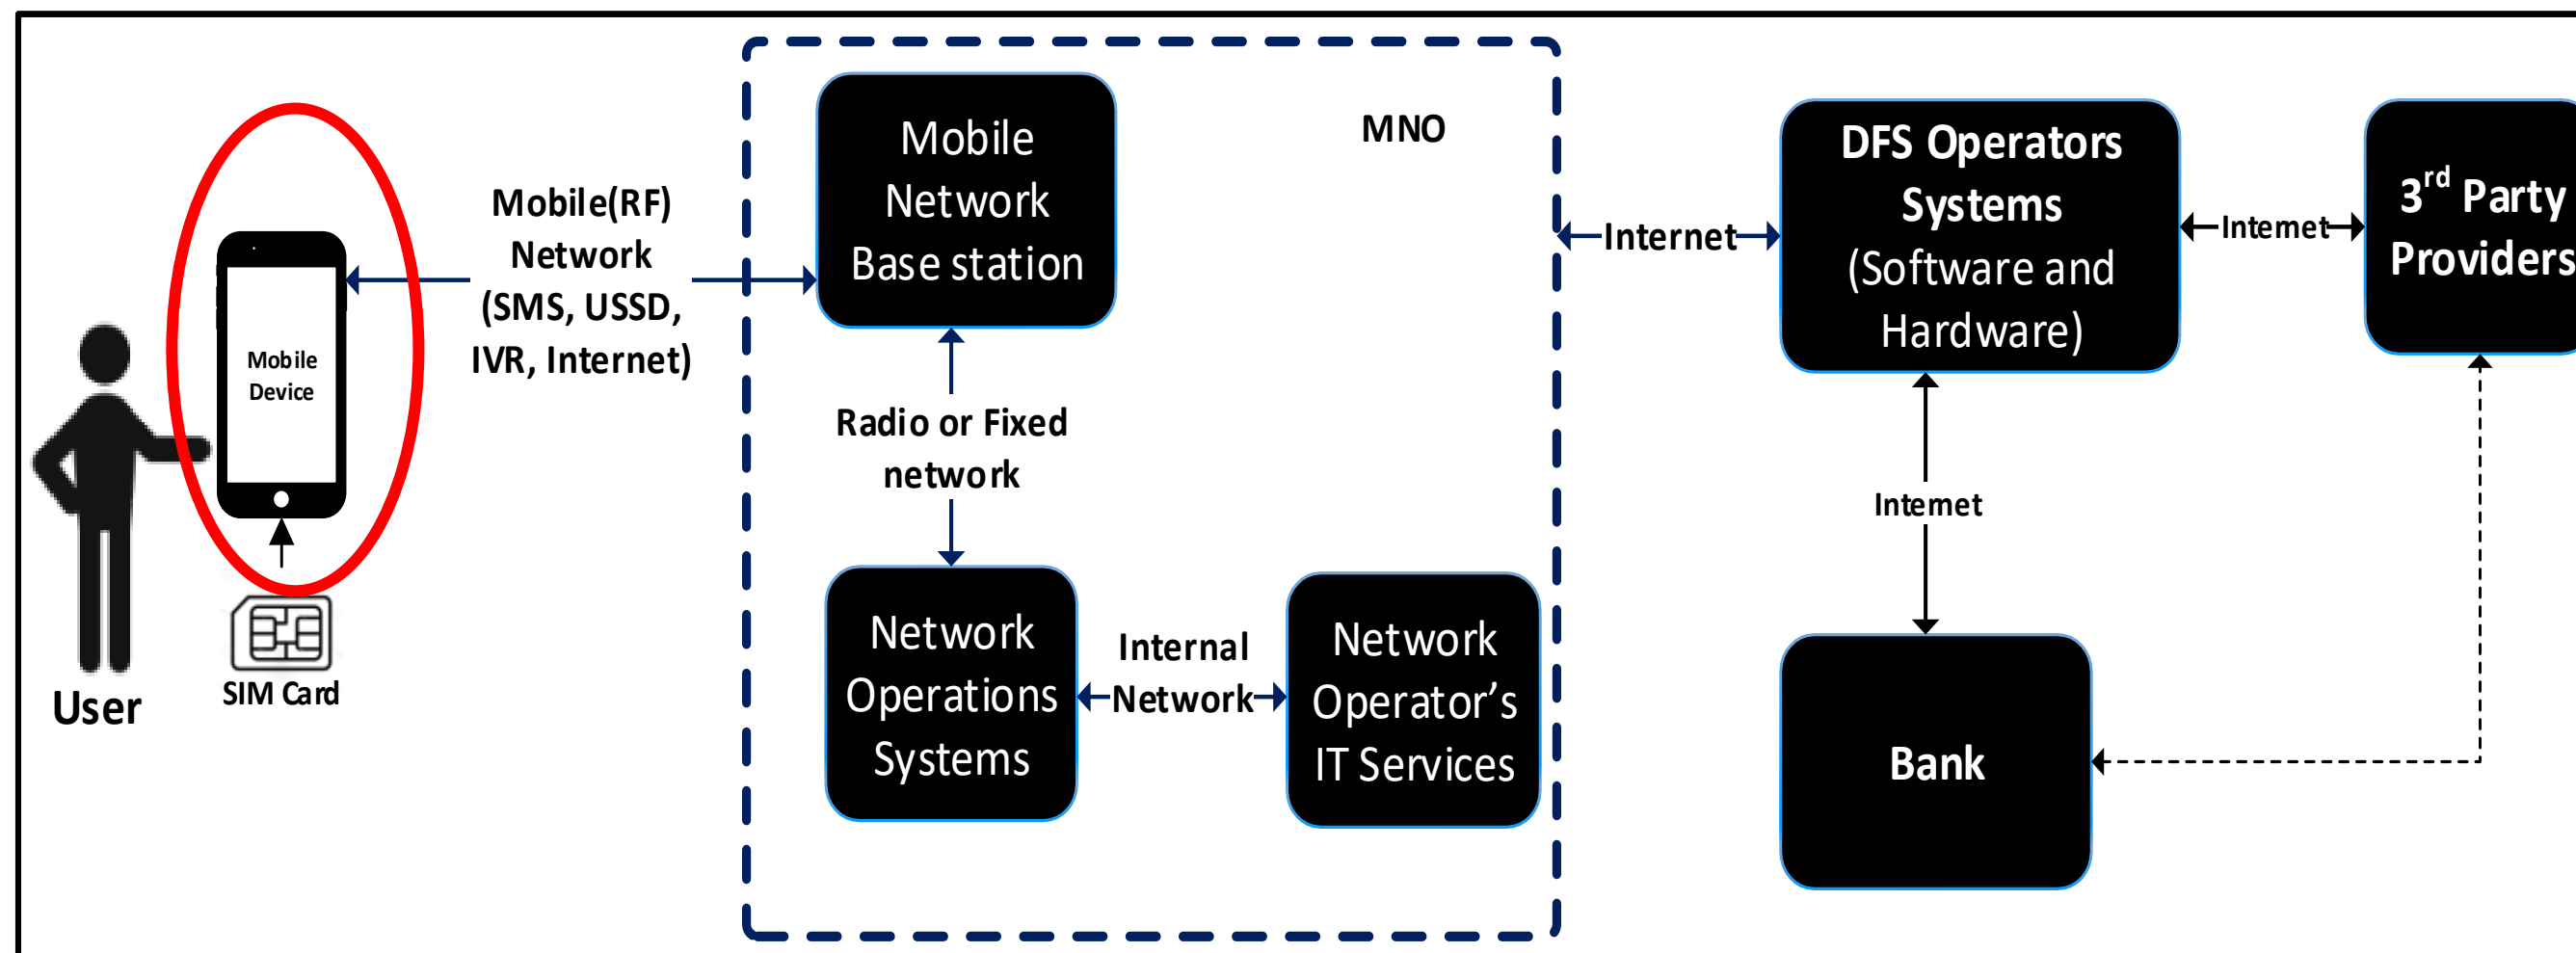 Mobile
Device
SIM Card
User
Mobile(RF)
Network
(SMS, USSD,
IVR, Internet)
MNO
Mobile
Network
Base station
Radio or Fixed
network
Network
Operations
Systems
Internal
Network
Network
Operator’s
IT Services
Internet
DFS Operators
Systems
(Software and
Hardware)
Internet
3rd Party
Providers
Internet
Bank